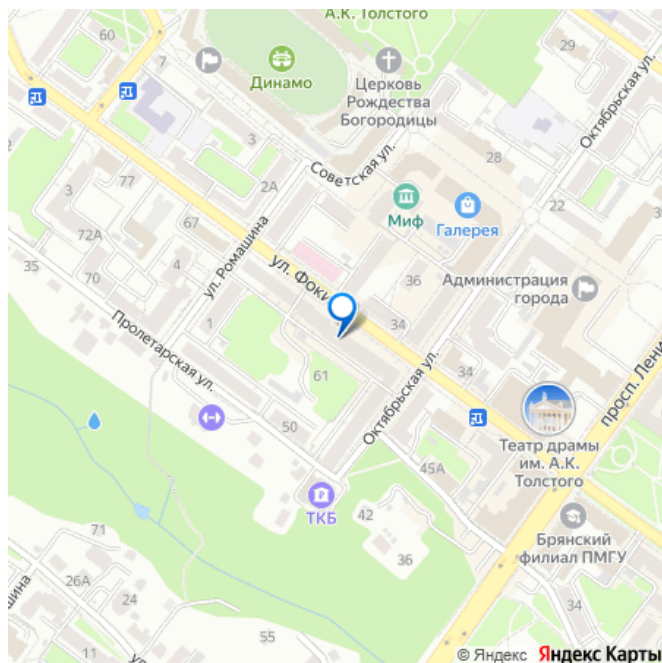 А.К. Толстого
60
7
29
Динамо
Церковь
Рождества
Богородицы
Октябрьская ул.
3
Советская ул.
28
3
77
2А
Миф
Галерея
22
3
72А
67
ул. Ромашина
35
70
4
ул. Фоки
36
Администрация
города
34
1
Пролетарская ул.
34
просп. Лени
61
Октябрьская ул.
50
Театр драмы
им. А.К.
Толстого
45А
ТКБ
42
71
36
Брянский
филиал ПМГУ
26А
24
34
55
© Яндекс Яндекс Карты